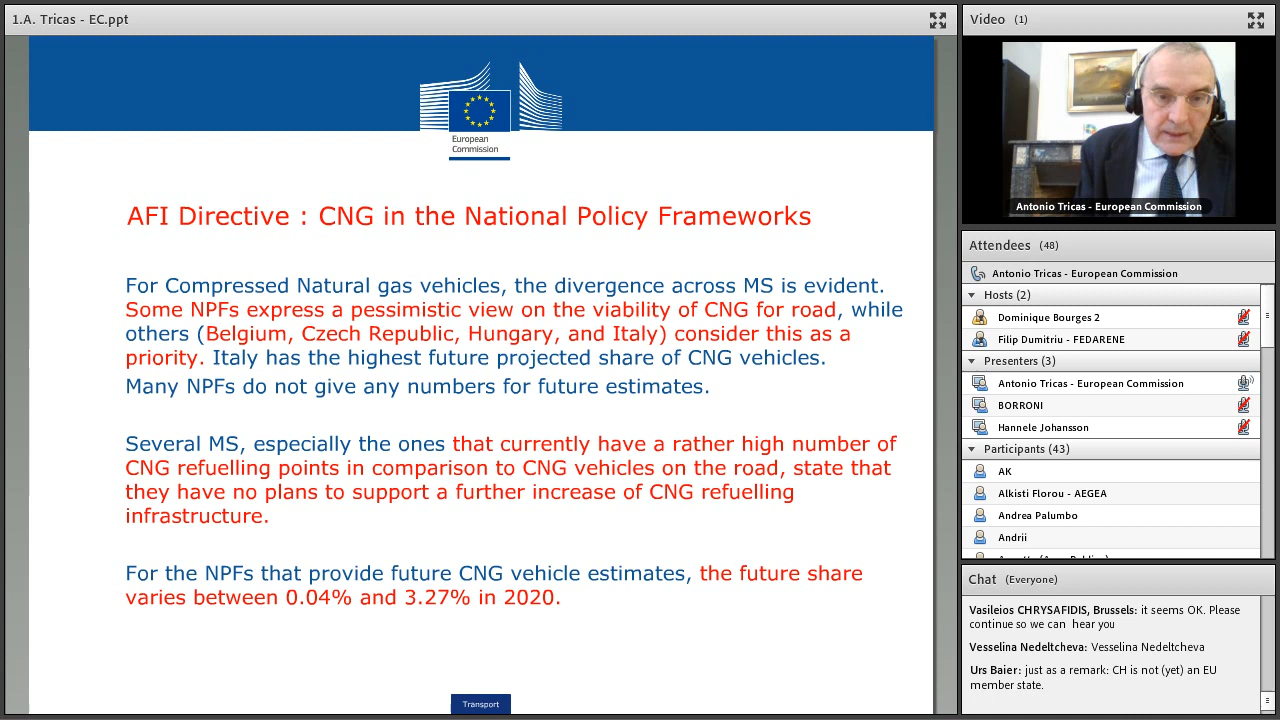 1.A. Tricas - EC.ppt
European
Commission
AFI Directive : CNG in the National Policy Frameworks
For Compressed Natural gas vehicles, the divergence across MS is evident.
Some NPFs express a pessimistic view on the viability of CNG for road, while
others (Belgium, Czech Republic, Hungary, and Italy) consider this as a
priority. Italy has the highest future projected share of CNG vehicles.
Many NPFs do not give any numbers for future estimates.
Several MS, especially the ones that currently have a rather high number of
CNG refuelling points in comparison to CNG vehicles on the road, state that
they have no plans to support a further increase of CNG refuelling
infrastructure.
For the NPFs that provide future CNG vehicle estimates, the future share
varies between 0.04% and 3.27% in 2020.
Transport
Video (1)
Antonio Tricas - European Commission
Attendees (48)
Antonio Tricas - European Commission
Hosts (2)
Dominique Bourges 2
Filip Dumitriu - FEDARENE
Presenters (3)
Antonio Tricas - European Commission
BORRONI
Hannele Johansson
Participants (43)
AK
Alkisti Florou - AEGEA
Andrea Palumbo
Andrii
Chat (Everyone)
Vasileios CHRYSAFIDIS, Brussels: it seems OK. Please
continue so we can hear you
Vesselina Nedeltcheva: Vesselina Nedeltcheva
Urs Baier: just as a remark: CH is not (yet) an EU
member state.